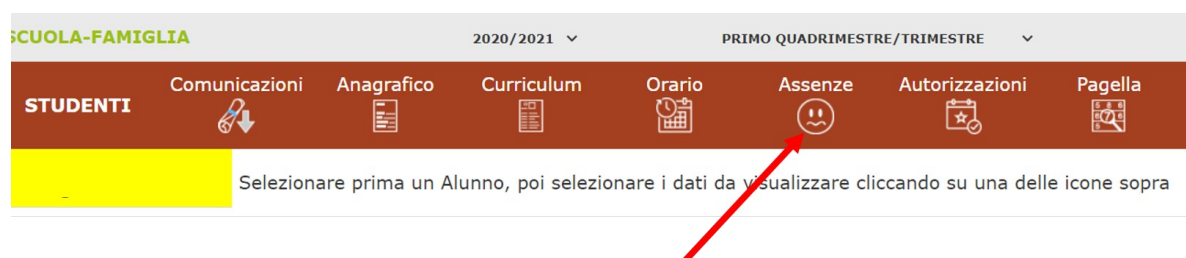 SCUOLA-FAMIGLIA 2020/2021 PRIMO QUADRIMESTRE/TRIMESTRE
STUDENTI Comunicazioni Anagrafico Curriculum Orario Assenze Autorizzazioni Pagella
Selezionare prima un Alunno, poi selezionare i dati da visualizzare cliccando su una delle icone sopra